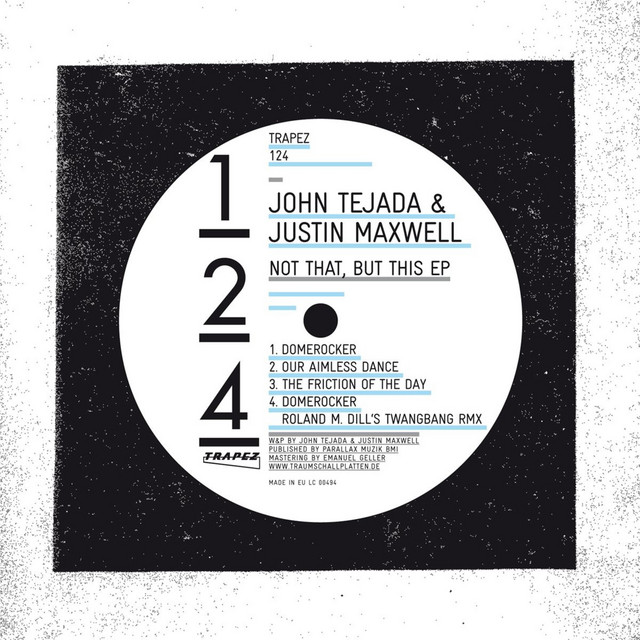 TRAPEZ
124
1
2
4
JOHN TEJADA &
JUSTIN MAXWELL
NOT THAT, BUT THIS EP
1. DOMEROCKER
2. OUR AIMLESS DANCE
3. THE FRICTION OF THE DAY
4. DOMEROCKER
ROLAND M. DILL'S TWANGBANG RMX
W&P BY JOHN TEJADA & JUSTIN MAXWELL
PUBLISHED BY PARALLAX MUZIK BMI
MASTERING BY EMANUEL GELLER
WWW.TRAUMSCHALLPLATTEN.DE
TRAPEZ
MADE IN EU LC 00494